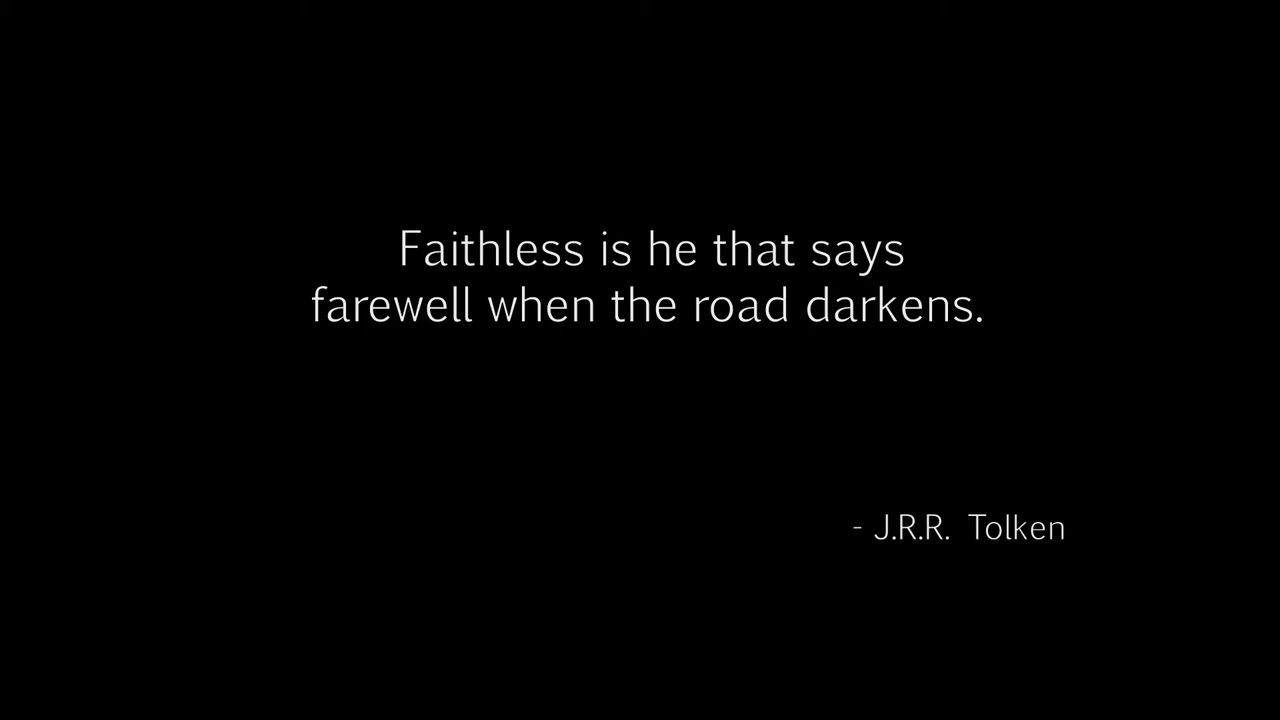 Faithless is he that says
farewell when the road darkens.
- J.R.R. Tolken